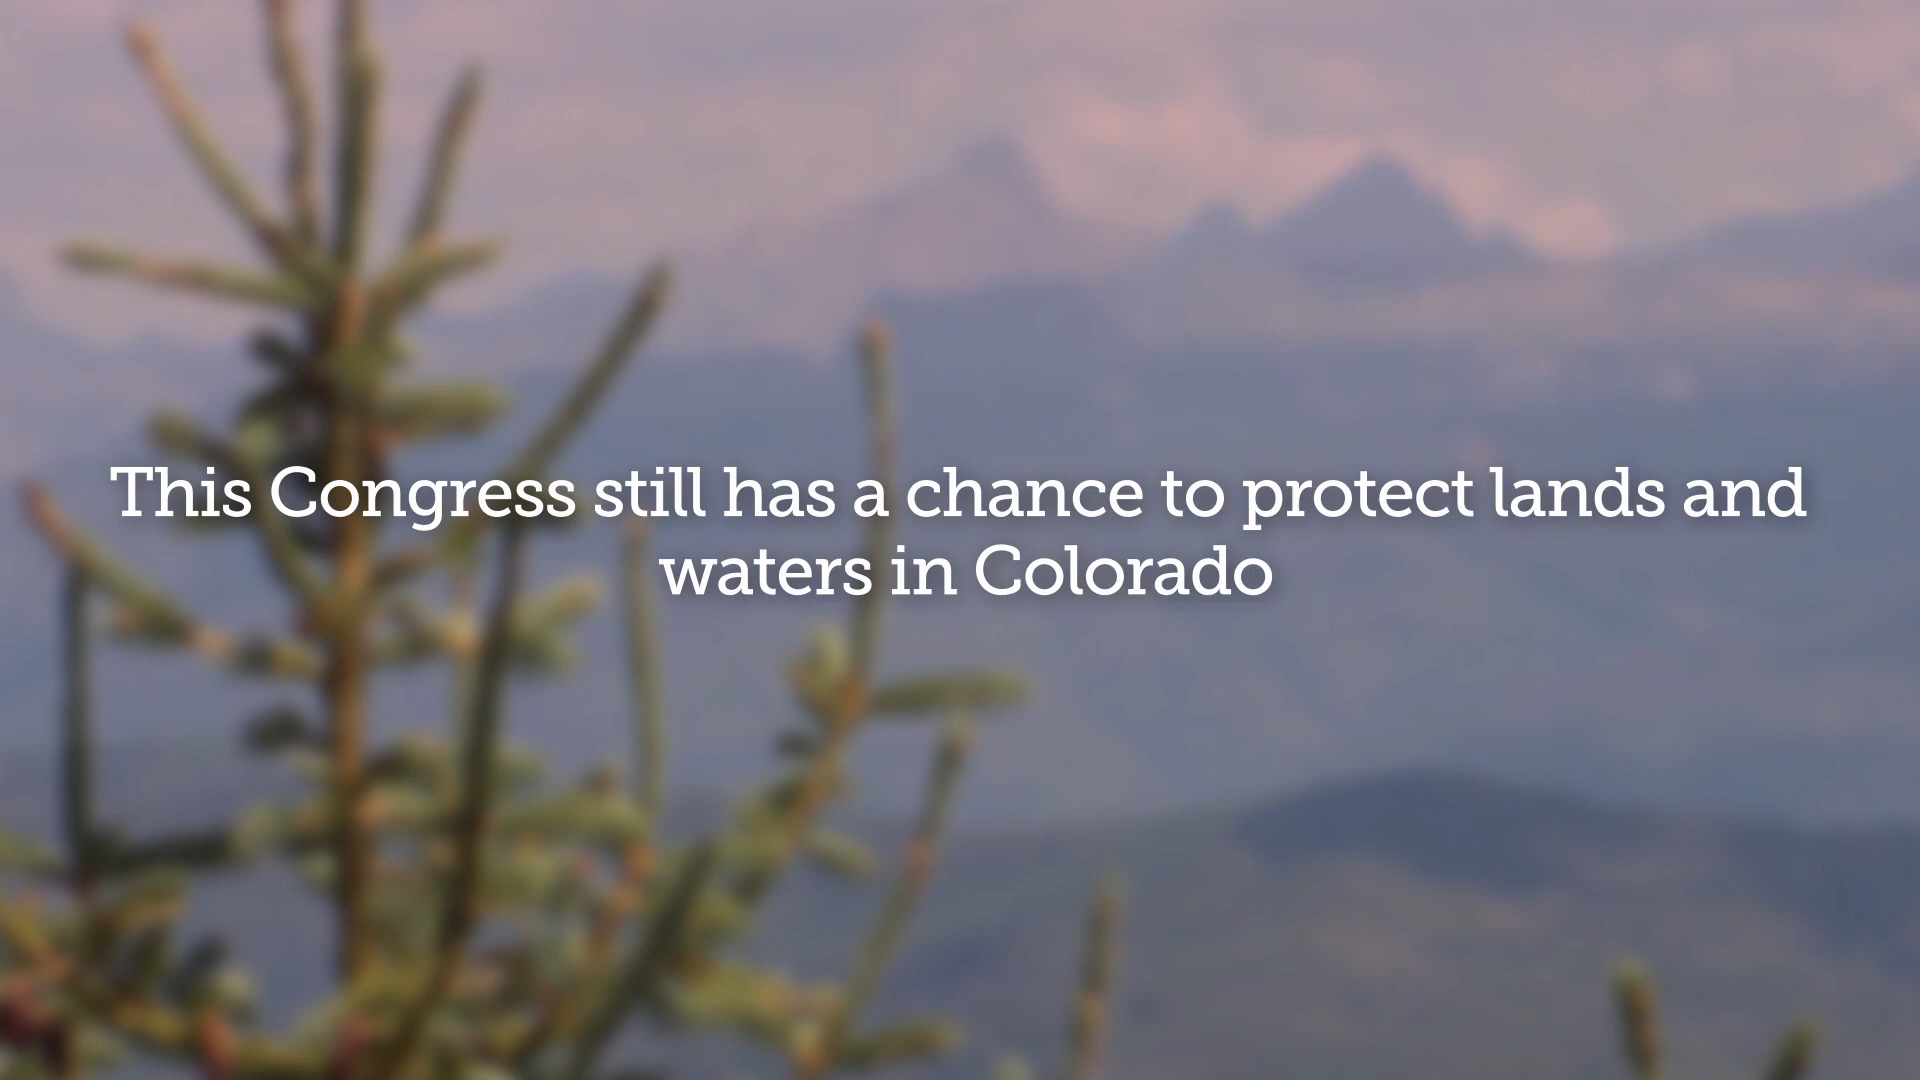 This Congress still has a chance to protect lands and
waters in Colorado